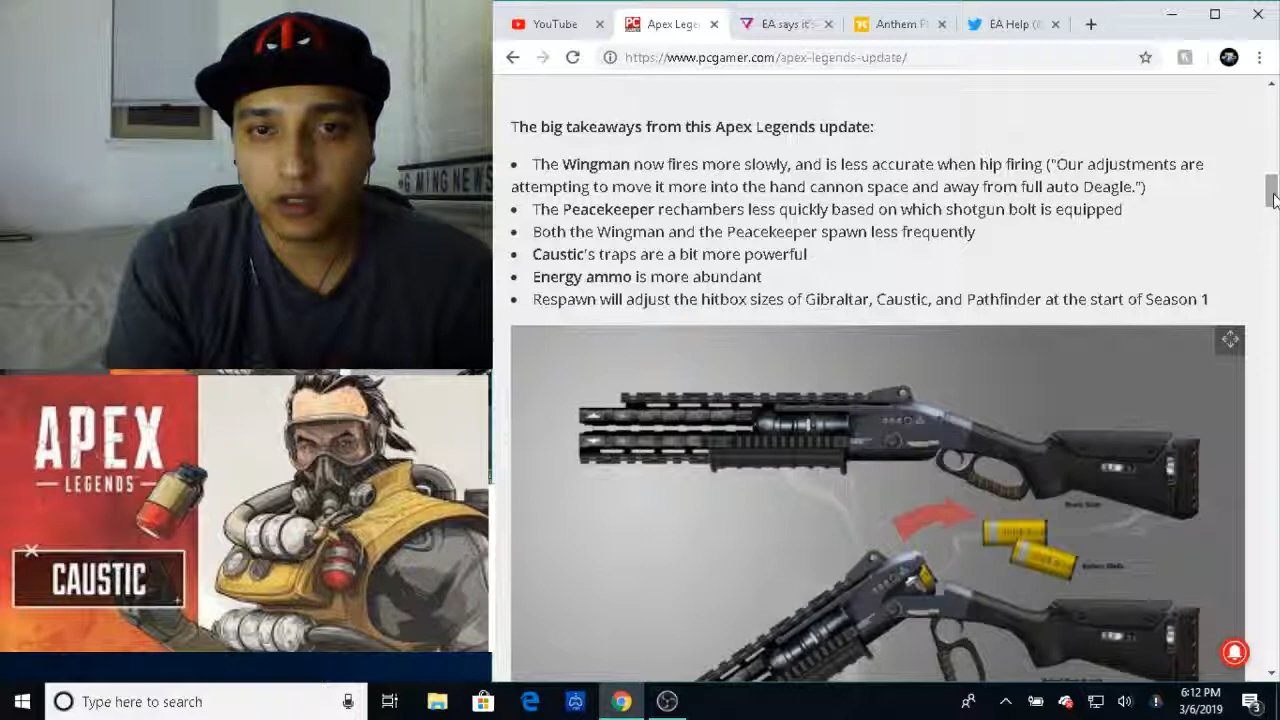 YouTube
Apex Lege
EA says it's
Anthem P
EA Help (
https://www.pcgamer.com/apex-legends-update/
The big takeaways from this Apex Legends update:
• The Wingman now fires more slowly, and is less accurate when hip firing ("Our adjustments are
attempting to move it more into the hand cannon space and away from full auto Deagle.")
• The Peacekeeper rechambers less quickly based on which shotgun bolt is equipped
• Both the Wingman and the Peacekeeper spawn less frequently
• Caustic's traps are a bit more powerful
• Energy ammo is more abundant
• Respawn will adjust the hitbox sizes of Gibraltar, Caustic, and Pathfinder at the start of Season 1
G MING NEWS
APEX
LEGENDS
CAUSTIC
Type here to search
6:12 PM
3/6/2019
3